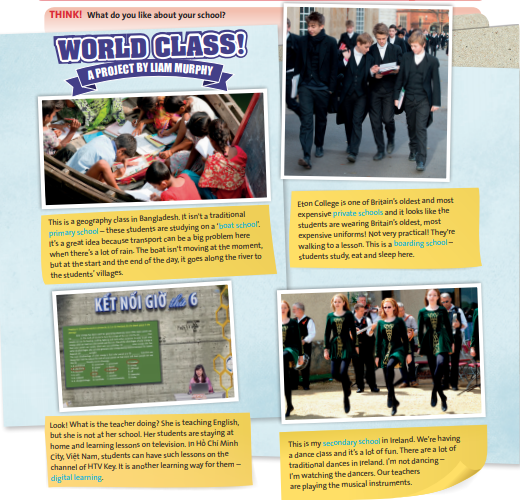 THINK! What do you like about your school?
WORLD CLASS!
A PROJECT BY LIAM MURPHY
This is a geography class in Bangladesh. It isn't a traditional
primary school – these students are studying on a 'boat school'.
It's a great idea because transport can be a big problem here
when there's a lot of rain. The boat isn't moving at the moment,
but at the start and the end of the day, it goes along the river to
the students' villages.
Eton College is one of Britain's oldest and most
expensive private schools and it looks like the
students are wearing Britain's oldest, most
expensive uniforms! Not very practical! They're
walking to a lesson. This is a boarding school –
students study, eat and sleep here.
KẾT NỐI GIỜ thứ 6
Look! What is the teacher doing? She is teaching English,
but she is not at her school. Her students are staying at
home and learning lessons on television. In Hồ Chí Minh
City, Việt Nam, students can have such lessons on the
channel of HTV Key. It is another learning way for them –
digital learning.
This is my secondary school in Ireland. We're having
a dance class and it's a lot of fun. There are a lot of
traditional dances in Ireland. I'm not dancing –
I'm watching the dancers. Our teachers
are playing the musical instruments.